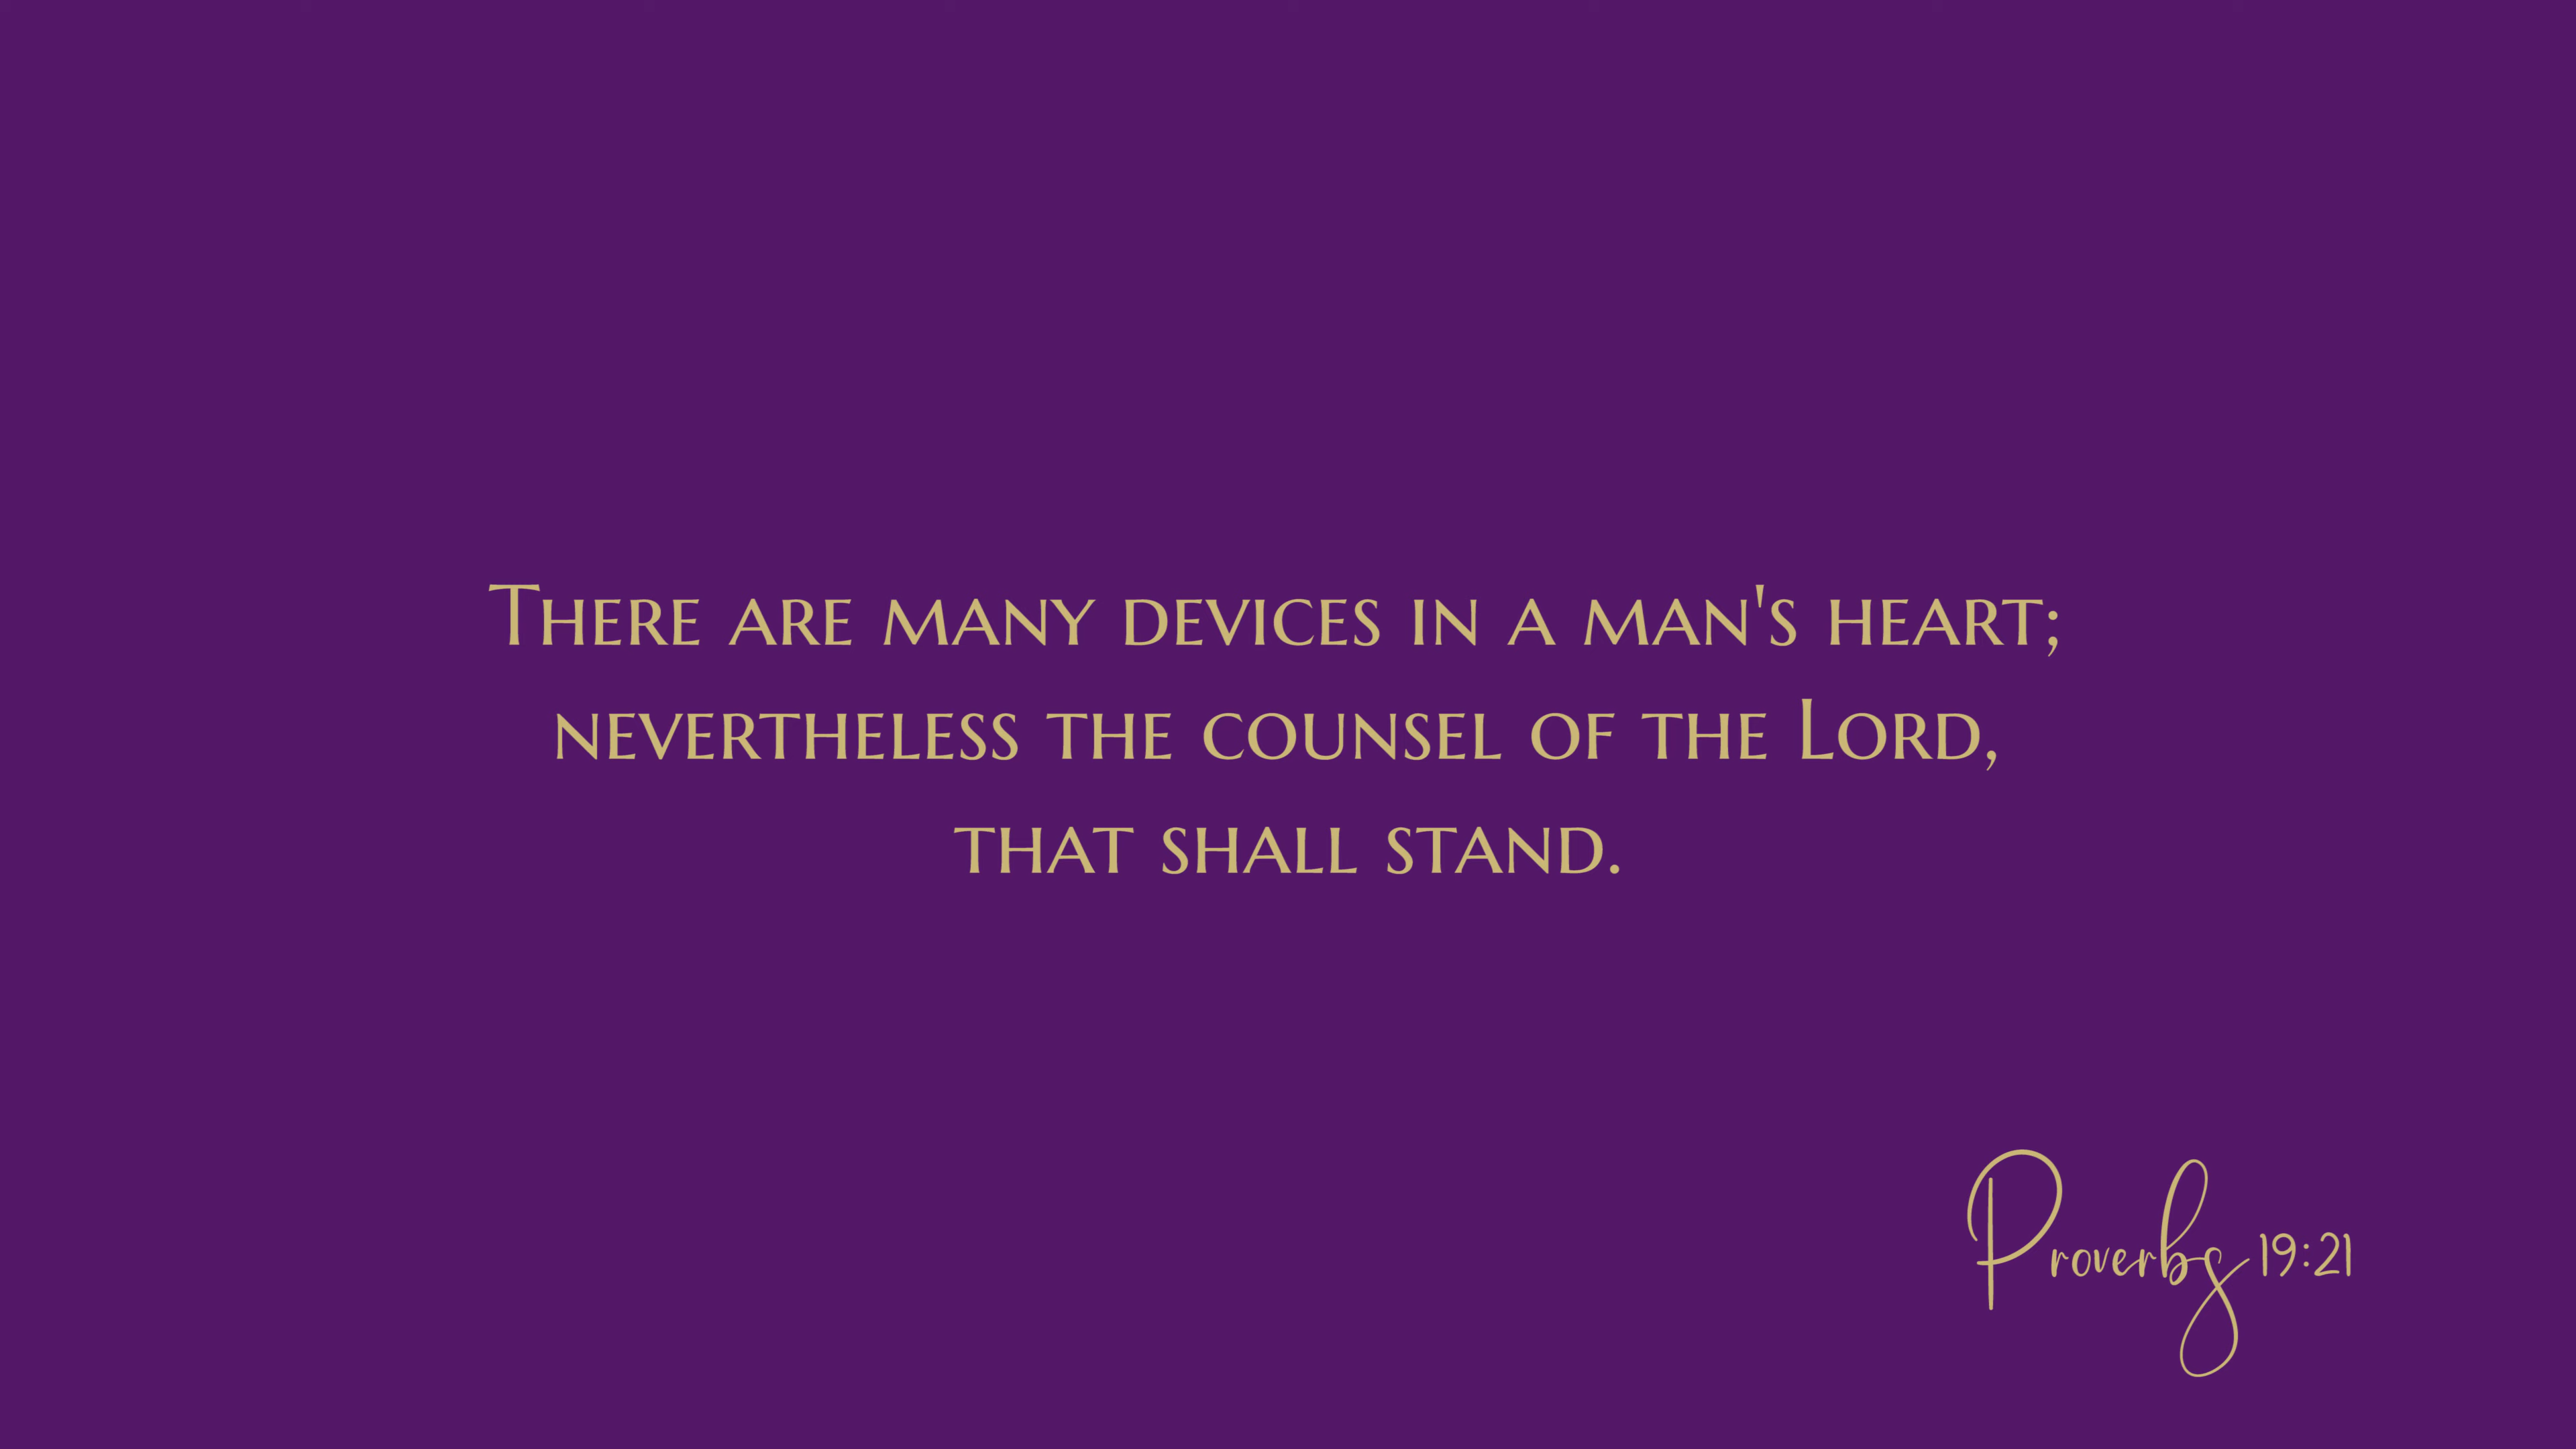 There are many devices in a man's heart;
nevertheless the counsel of the Lord,
that shall stand.
Proverbs 19:21